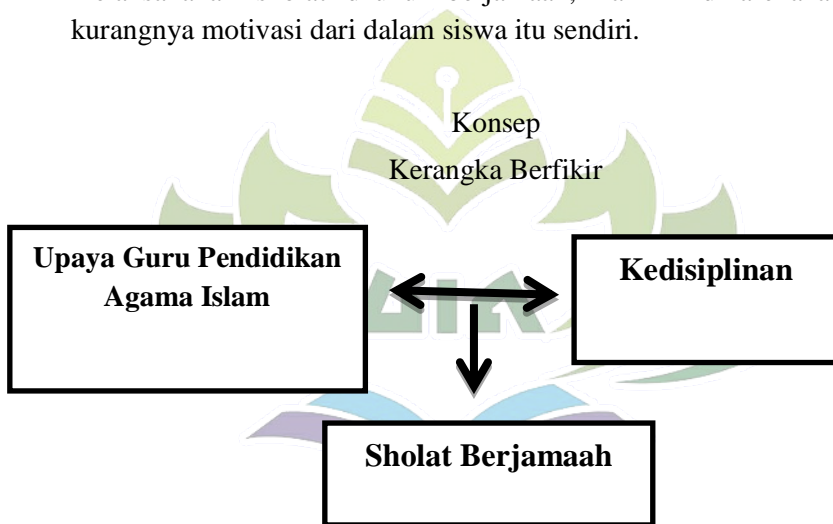 kurangnya motivasi dari dalam siswa itu sendiri.
Konsep
Kerangka Berfikir
Upaya Guru Pendidikan
Agama Islam
Kedisiplinan
Sholat Berjamaah